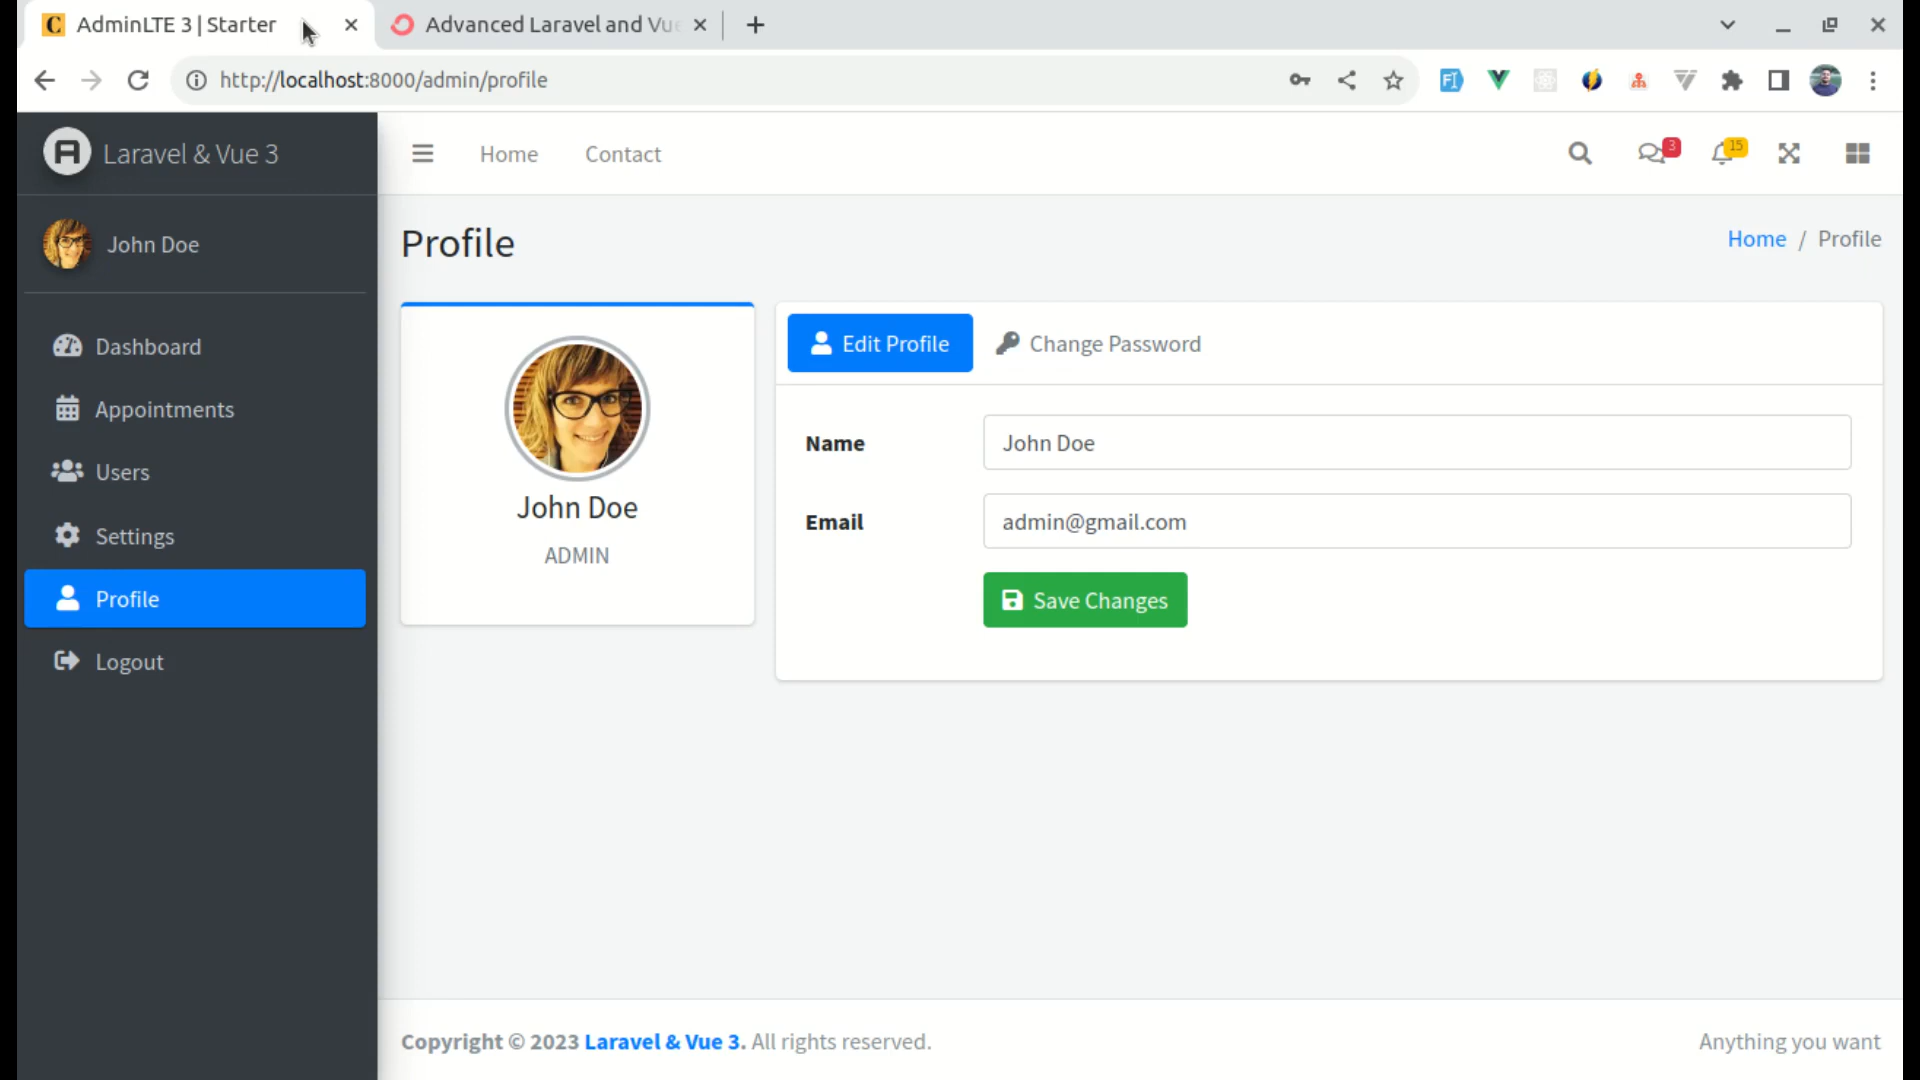 AdminLTE 3 | Starter
Advanced Laravel and Vue
http://localhost:8000/admin/profile
Laravel & Vue 3
Home
Contact
3
15
John Doe
Profile
Home / Profile
Dashboard
Appointments
Users
Settings
Profile
Logout
John Doe
ADMIN
Edit Profile
Change Password
Name
John Doe
Email
admin@gmail.com
Save Changes
Copyright © 2023 Laravel & Vue 3. All rights reserved.
Anything you want